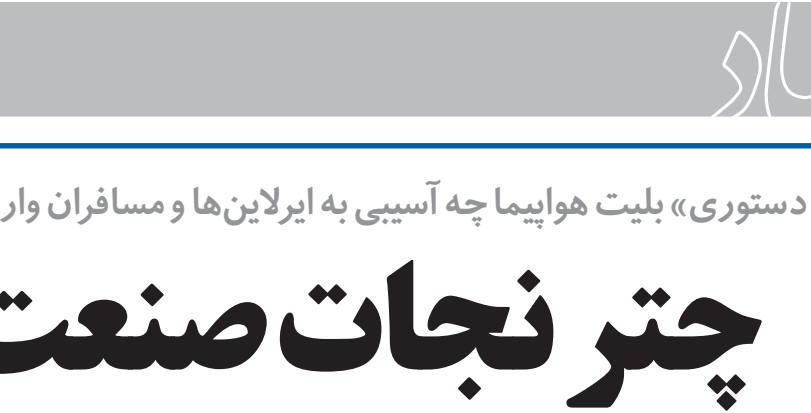 دستوری» بلیت هواپیما چه آسیبی به ایرلاین‌ها و مسافران وار
چتر نجات صنعت